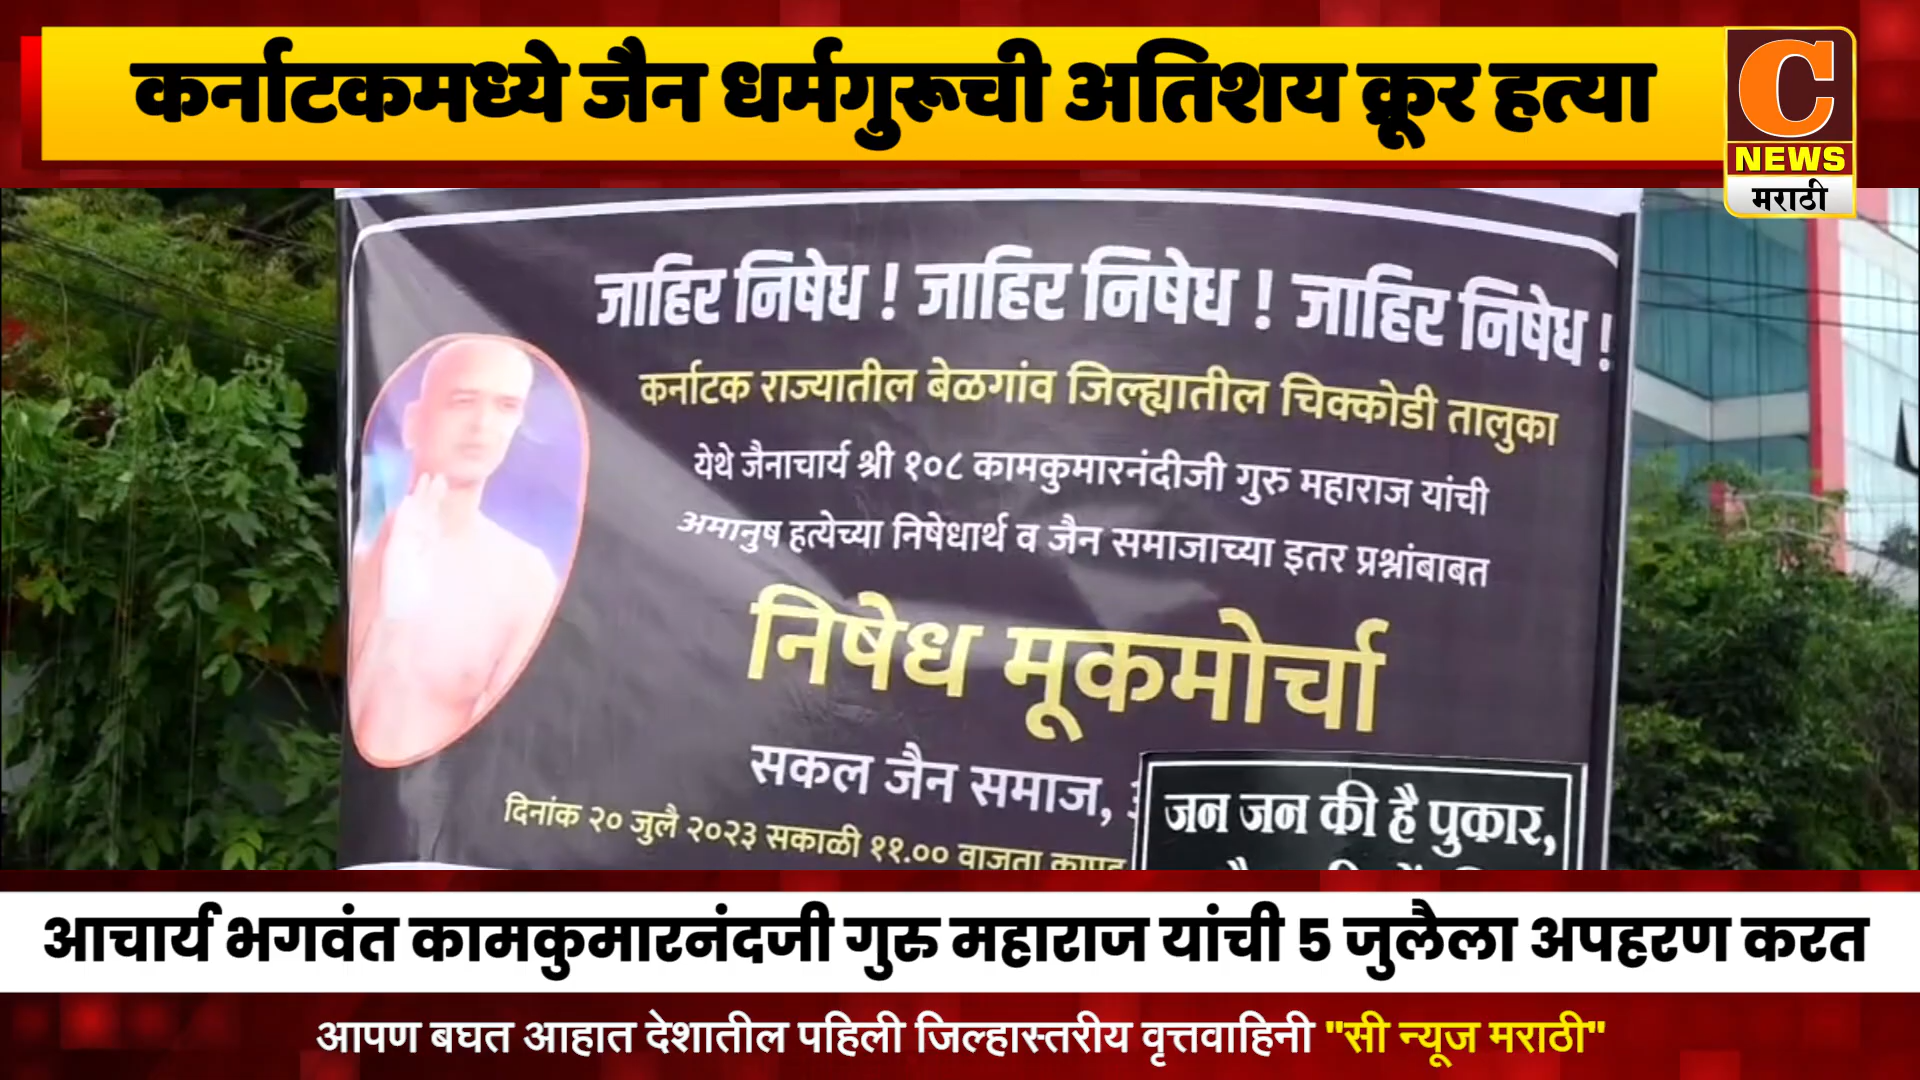 कर्नाटकमध्ये जैन धर्मगुरूची अतिशय क्रूर हत्या
C
NEWS
मराठी
जाहिर निषेध ! जाहिर निषेध ! जाहिर निषेध !
कर्नाटक राज्यातील बेळगांव जिल्ह्यातील चिक्कोडी तालुका
येथे जैनाचार्य श्री १०८ कामकुमारनंदीजी गुरु महाराज यांची
अमानुष हत्येच्या निषेधार्थ व जैन समाजाच्या इतर प्रश्नांबाबत
निषेध मूकमोर्चा
सकल जैन समाज,
दिनांक २० जुलै २०२३ सकाळी ११.०० वाजता
जन जन की है पुकार,
आचार्य भगवंत कामकुमारनंदजी गुरु महाराज यांची 5 जुलैला अपहरण करत
आपण बघत आहात देशातील पहिली जिल्हास्तरीय वृत्तवाहिनी "सी न्यूज मराठी"